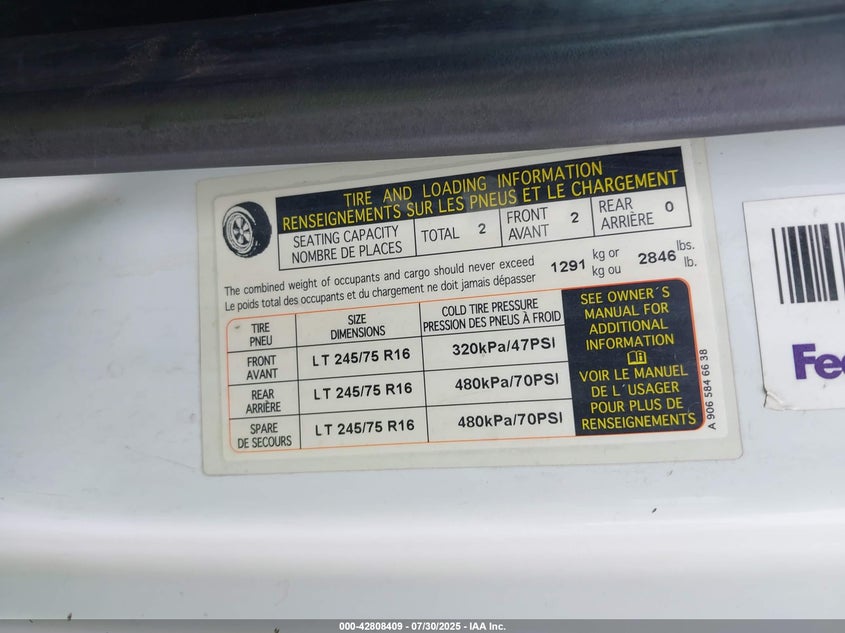 TIRE AND LOADING INFORMATION
RENSEIGNEMENTS SUR LES PNEUS ET LE CHARGEMENT
SEATING CAPACITY
NOMBRE DE PLACES
TOTAL 2
FRONT
AVANT 2
REAR
ARRIÈRE 0
The combined weight of occupants and cargo should never exceed
Le poids total des occupants et du chargement ne doit jamais dépasser
1291 kg or
kg ou
2846 lbs.
lb.
TIRE
PNEU
SIZE
DIMENSIONS
COLD TIRE PRESSURE
PRESSION DES PNEUS À FROID
FRONT
AVANT
LT 245/75 R16
320kPa/47PSI
REAR
ARRIÈRE
LT 245/75 R16
480kPa/70PSI
SPARE
DE SECOURS
LT 245/75 R16
480kPa/70PSI
SEE OWNER´S
MANUAL FOR
ADDITIONAL
INFORMATION
VOIR LE MANUEL
DE L´USAGER
POUR PLUS DE
RENSEIGNEMENTS
A 906 584 66 38
Fed
000-42808409 - 07/30/2025 - IAA Inc.